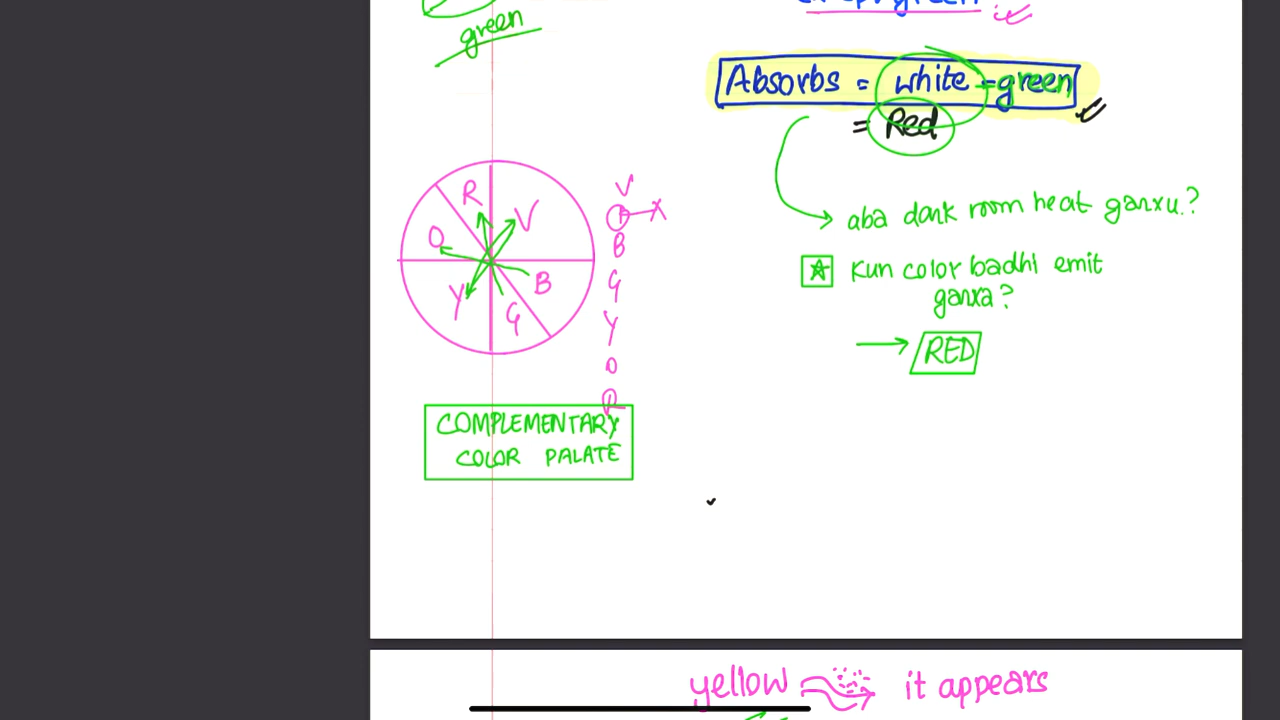 green
Absorbs = white - green
= Red
R
V
O
B
Y
G
V
I X
B
G
Y
O
R
aba dark room heat garxu.?
Kun color badhi emit
garxa?
RED
COMPLEMENTARY
COLOR PALATE
yellow it appears